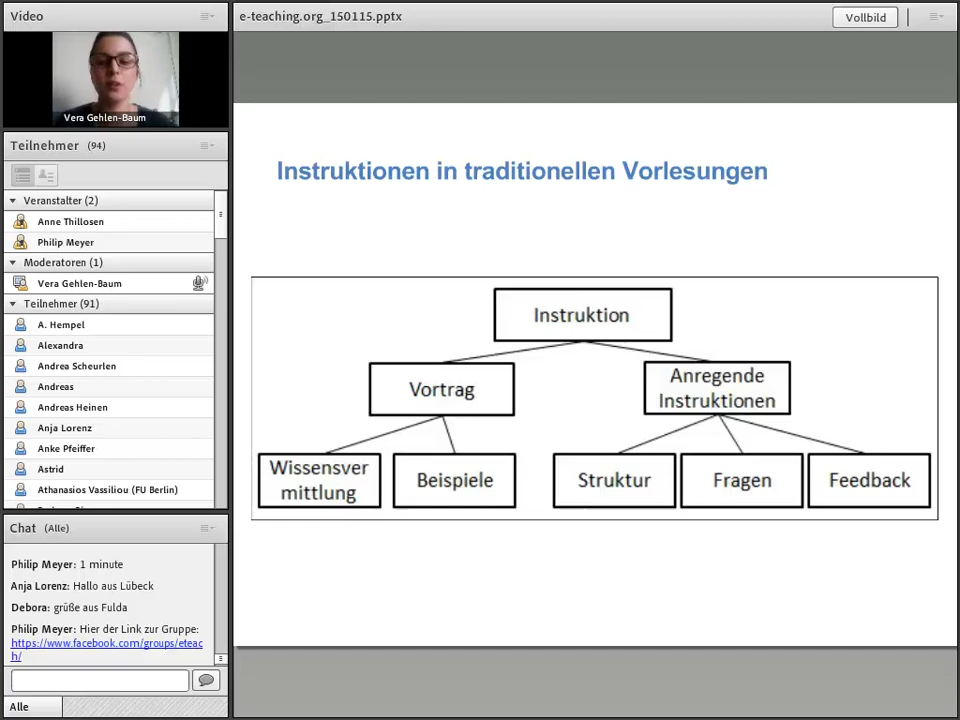 Video
Vera Gehlen-Baum
Teilnehmer (94)
Veranstalter (2)
Anne Thillosen
Philip Meyer
Moderatoren (1)
Vera Gehlen-Baum
Teilnehmer (91)
A. Hempel
Alexandra
Andrea Scheurlen
Andreas
Andreas Heinen
Anja Lorenz
Anke Pfeiffer
Astrid
Athanasios Vassiliou (FU Berlin)
Chat (Alle)
Philip Meyer: 1 minute
Anja Lorenz: Hallo aus Lübeck
Debora: grüße aus Fulda
Philip Meyer: Hier der Link zur Gruppe:
https://www.facebook.com/groups/eteac
h/
Alle
e-teaching.org_150115.pptx
Vollbild
Instruktionen in traditionellen Vorlesungen
Instruktion
Vortrag
Anregende
Instruktionen
Wissensver
mittlung
Beispiele
Struktur
Fragen
Feedback